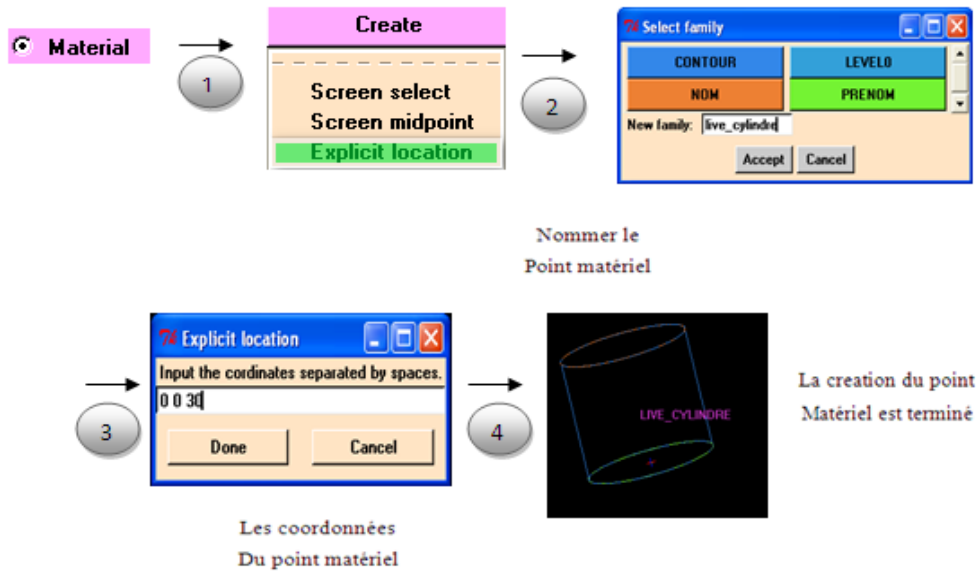 Material
1
Create
Screen select
Screen midpoint
Explicit location
2
Select family
CONTOUR
LEVEL0
NOM
PRENOM
New family: live_cylindre
Accept
Cancel
Nommer le
Point matériel
3
Explicit location
Input the cordinates separated by spaces.
0 0 30
Done
Cancel
Les coordonnées
Du point matériel
4
LIVE_CYLINDRE
La creation du point
Matériel est terminé